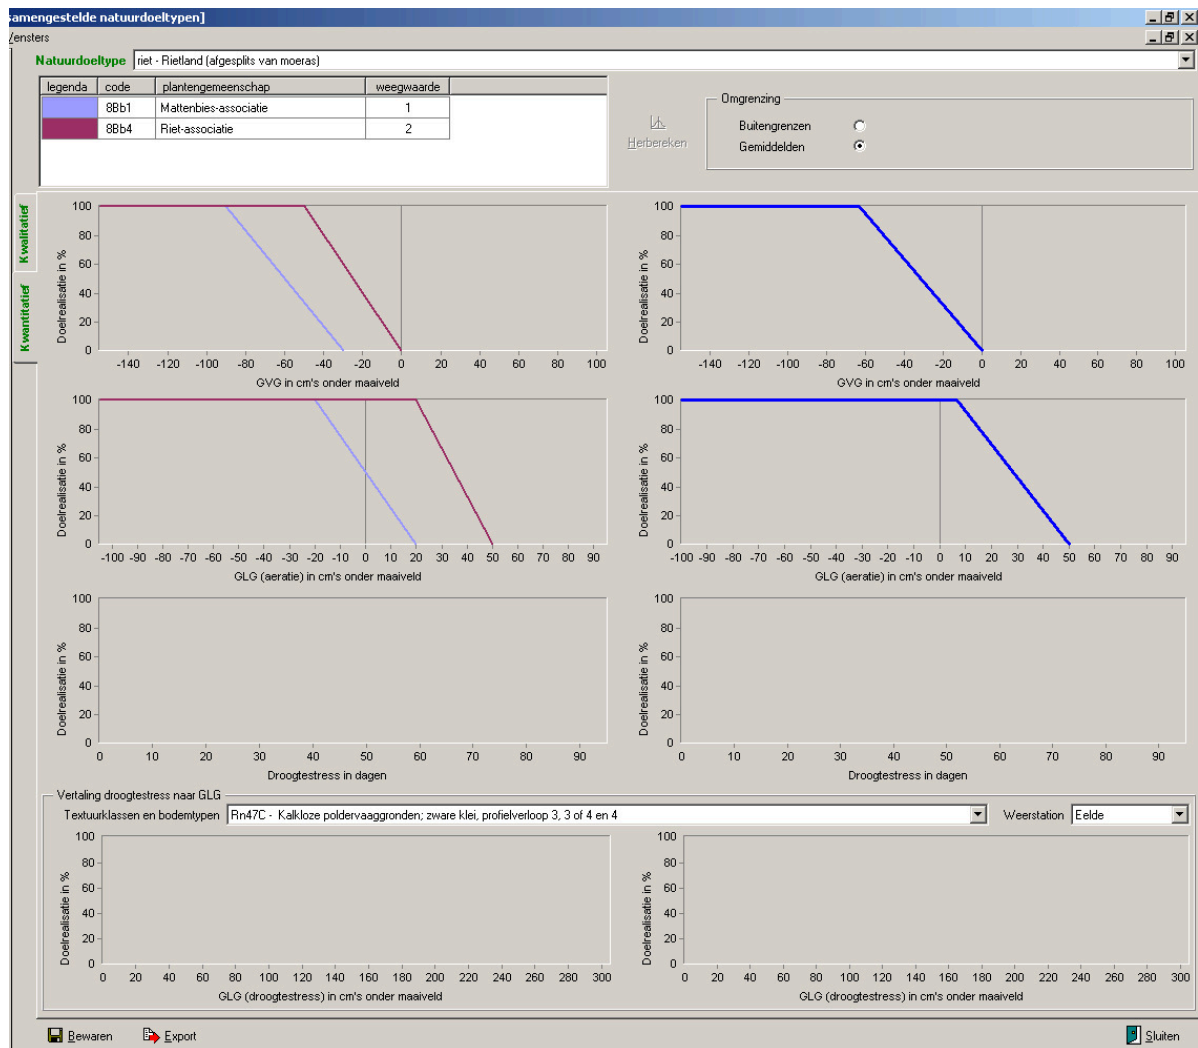 samengestelde natuurdoeltypen]
Vensters
Natuurdoeltype riet - Rietland (afgesplits van moeras)
legenda code plantengemeenschap weegwaarde
8Bb1 Mattenbies-associatie 1
8Bb4 Riet-associatie 2
Herbereken
Omgrenzing
Buitengrenzen
Gemiddelden
Kwalitatief
Kwantitatief
Doelrealisatie in %
100
80
60
40
20
0
-140 -120 -100 -80 -60 -40 -20 0 20 40 60 80 100
GVG in cm's onder maaiveld
Doelrealisatie in %
100
80
60
40
20
0
-140 -120 -100 -80 -60 -40 -20 0 20 40 60 80 100
GVG in cm's onder maaiveld
Doelrealisatie in %
100
80
60
40
20
0
-100 -90 -80 -70 -60 -50 -40 -30 -20 -10 0 10 20 30 40 50 60 70 80 90
GLG (aeratie) in cm's onder maaiveld
Doelrealisatie in %
100
80
60
40
20
0
-100 -90 -80 -70 -60 -50 -40 -30 -20 -10 0 10 20 30 40 50 60 70 80 90
GLG (aeratie) in cm's onder maaiveld
Doelrealisatie in %
100
80
60
40
20
0
0 10 20 30 40 50 60 70 80 90
Droogtestress in dagen
Doelrealisatie in %
100
80
60
40
20
0
0 10 20 30 40 50 60 70 80 90
Droogtestress in dagen
Vertaling droogtestress naar GLG
Textuurklassen en bodemtypen Rn47C - Kalkloze poldervaaggronden; zware klei, profielverloop 3, 3 of 4 en 4 Weerstation Eelde
Doelrealisatie in %
100
80
60
40
20
0
0 20 40 60 80 100 120 140 160 180 200 220 240 260 280 300
GLG (droogtestress) in cm's onder maaiveld
Doelrealisatie in %
100
80
60
40
20
0
0 20 40 60 80 100 120 140 160 180 200 220 240 260 280 300
GLG (droogtestress) in cm's onder maaiveld
Bewaren Export Sluiten